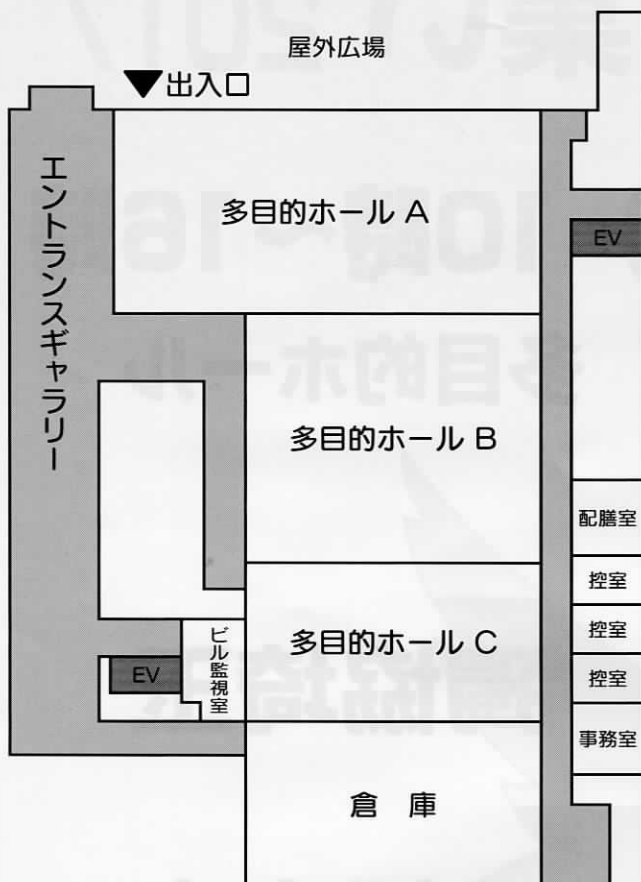 屋外広場
▼出入口
エントランスギャラリー
多目的ホール A
EV
多目的ホール B
配膳室
控室
控室
控室
事務室
多目的ホール C
ビル監視室
EV
倉庫